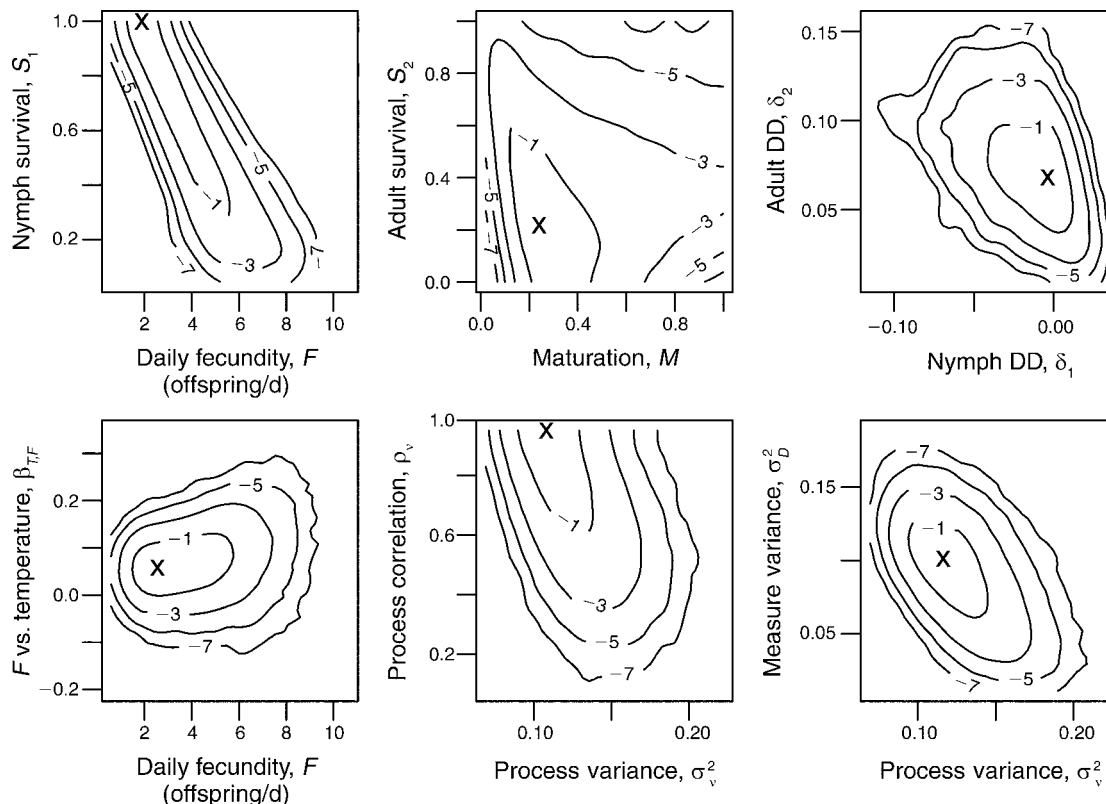 Nymph survival, S₁
1.0
0.6
0.2
−5
−5
−1
−3
−7
−7
2 4 6 8 10
Daily fecundity, F
(offspring/d)
Adult survival, S₂
0.8
0.4
0.0
−5
−1
−3
−5
−7
−3
−5
0.0 0.4 0.8
Maturation, M
Adult DD, δ₂
0.15
0.10
0.05
−7
−3
−1
−5
−0.10 0.00
Nymph DD, δ₁
F vs. temperature, β_{T,F}
0.2
0.0
−0.2
−5
−1
−3
−7
2 4 6 8 10
Daily fecundity, F
(offspring/d)
Process correlation, ρ_v
1.0
0.6
0.2
−1
−3
−5
−7
0.10 0.20
Process variance, σ²_v
Measure variance, σ²_D
0.15
0.05
−7
−3
−1
−7
−5
0.10 0.20
Process variance, σ²_v